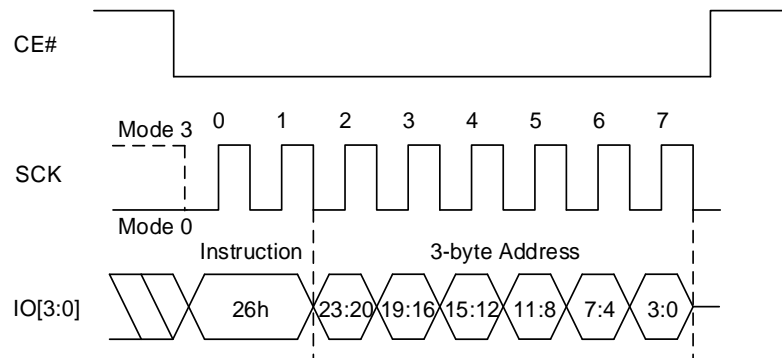 CE#
Mode 3
0 1 2 3 4 5 6 7
SCK
Mode 0
Instruction 3-byte Address
IO[3:0]
26h 23:20 19:16 15:12 11:8 7:4 3:0